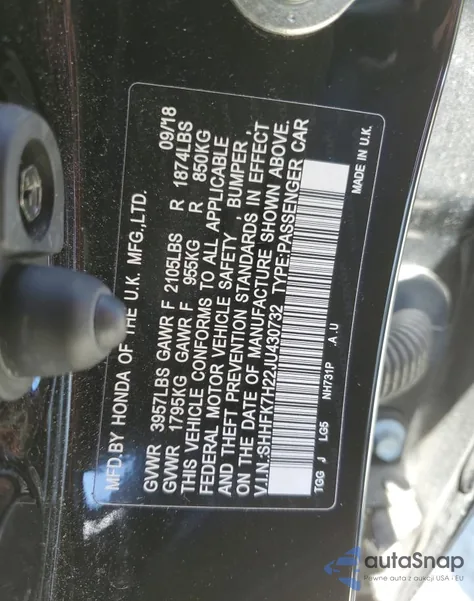 MFD.BY HONDA OF THE U.K. MFG.,LTD. 09/18
GVWR 3957LBS GAWR F 2105LBS R 1874LBS
GVWR 1795KG GAWR F 955KG R 850KG
THIS VEHICLE CONFORMS TO ALL APPLICABLE
FEDERAL MOTOR VEHICLE SAFETY BUMPER,
AND THEFT PREVENTION STANDARDS IN EFFECT
ON THE DATE OF MANUFACTURE SHOWN ABOVE.
V.I.N.:SHHFK7H22JU430732 TYPE:PASSENGER CAR
TGG J LG5 NH731P .A.U MADE IN U.K.
autaSnap
Pewne auta z aukcji USA i EU